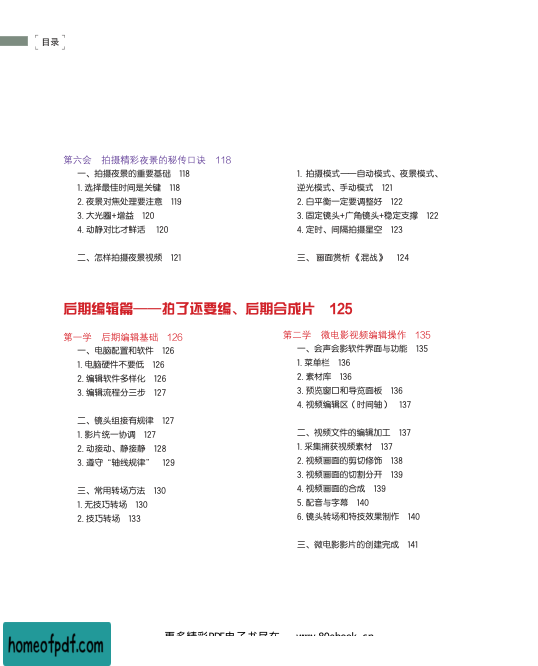 目录
第六会 拍摄精彩夜景的秘传口诀 118
一、拍摄夜景的重要基础 118
1. 选择最佳时间是关键 118
2. 夜景对焦处理要注意 119
3. 大光圈+增益 120
4. 动静对比才鲜活 120
二、怎样拍摄夜景视频 121
1. 拍摄模式——自动模式、夜景模式、
逆光模式、手动模式 121
2. 白平衡一定要调整好 122
3. 固定镜头+广角镜头+稳定支撑 122
4. 定时、间隔拍摄星空 123
三、画面赏析《混战》 124
后期编辑篇——拍了还要编、后期合成片 125
第一学 后期编辑基础 126
一、电脑配置和软件 126
1. 电脑硬件不要低 126
2. 编辑软件多样化 126
3. 编辑流程分三步 127
二、镜头组接有规律 127
1. 影片统一协调 127
2. 动接动、静接静 128
3. 遵守“轴线规律” 129
三、常用转场方法 130
1. 无技巧转场 130
2. 技巧转场 133
第二学 微电影视频编辑操作 135
一、会声会影软件界面与功能 135
1. 菜单栏 136
2. 素材库 136
3. 预览窗口和导览面板 136
4. 视频编辑区（时间轴） 137
二、视频文件的编辑加工 137
1. 采集捕获视频素材 137
2. 视频画面的剪切修饰 138
3. 视频画面的切割分开 139
4. 视频画面的合成 139
5. 配音与字幕 140
6. 镜头转场和特技效果制作 140
三、微电影影片的创建完成 141
homeofpdf.com